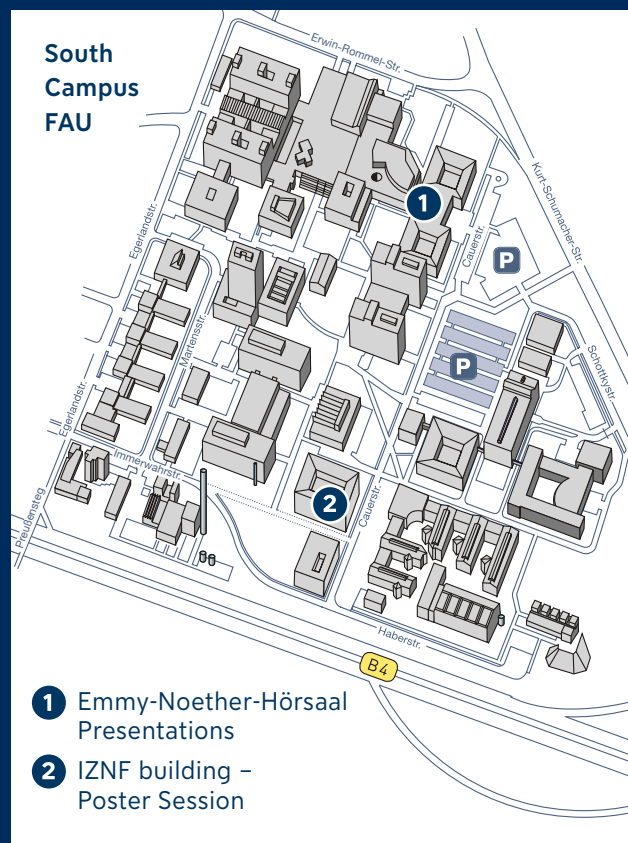 South
Campus
FAU
Erwin-Rommel-Str.
Kurt-Schumacher-Str.
1
Cauerstr.
P
Egerlandstr.
Martensstr.
P
Schottkystr.
Egerlandstr.
Immerwahrstr.
2
Cauerstr.
Preußensteg
Haberstr.
B4
1 Emmy-Noether-Hörsaal
Presentations
2 IZNF building –
Poster Session